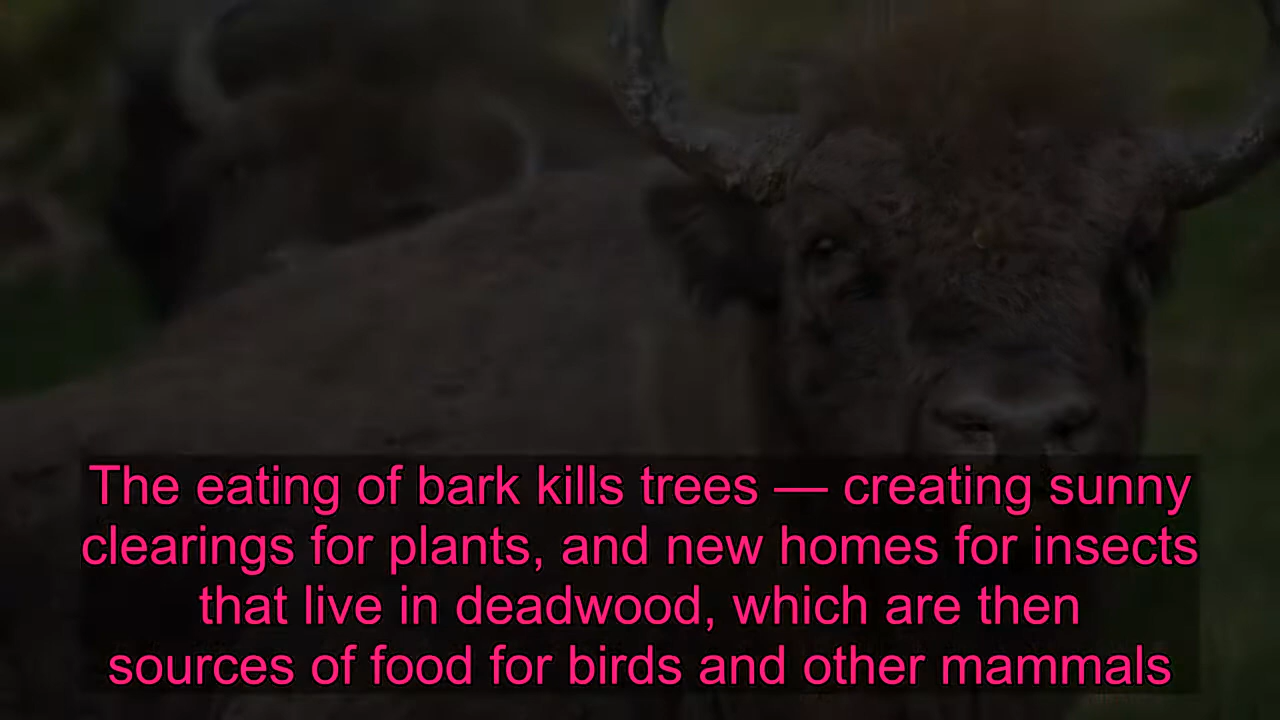 The eating of bark kills trees — creating sunny
clearings for plants, and new homes for insects
that live in deadwood, which are then
sources of food for birds and other mammals